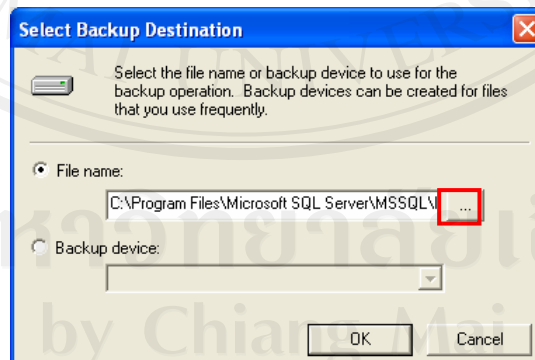 Select Backup Destination
Select the file name or backup device to use for the
backup operation. Backup devices can be created for files
that you use frequently.
File name:
C:\Program Files\Microsoft SQL Server\MSSQL\
...
Backup device:
OK
Cancel
by Chiang Mai